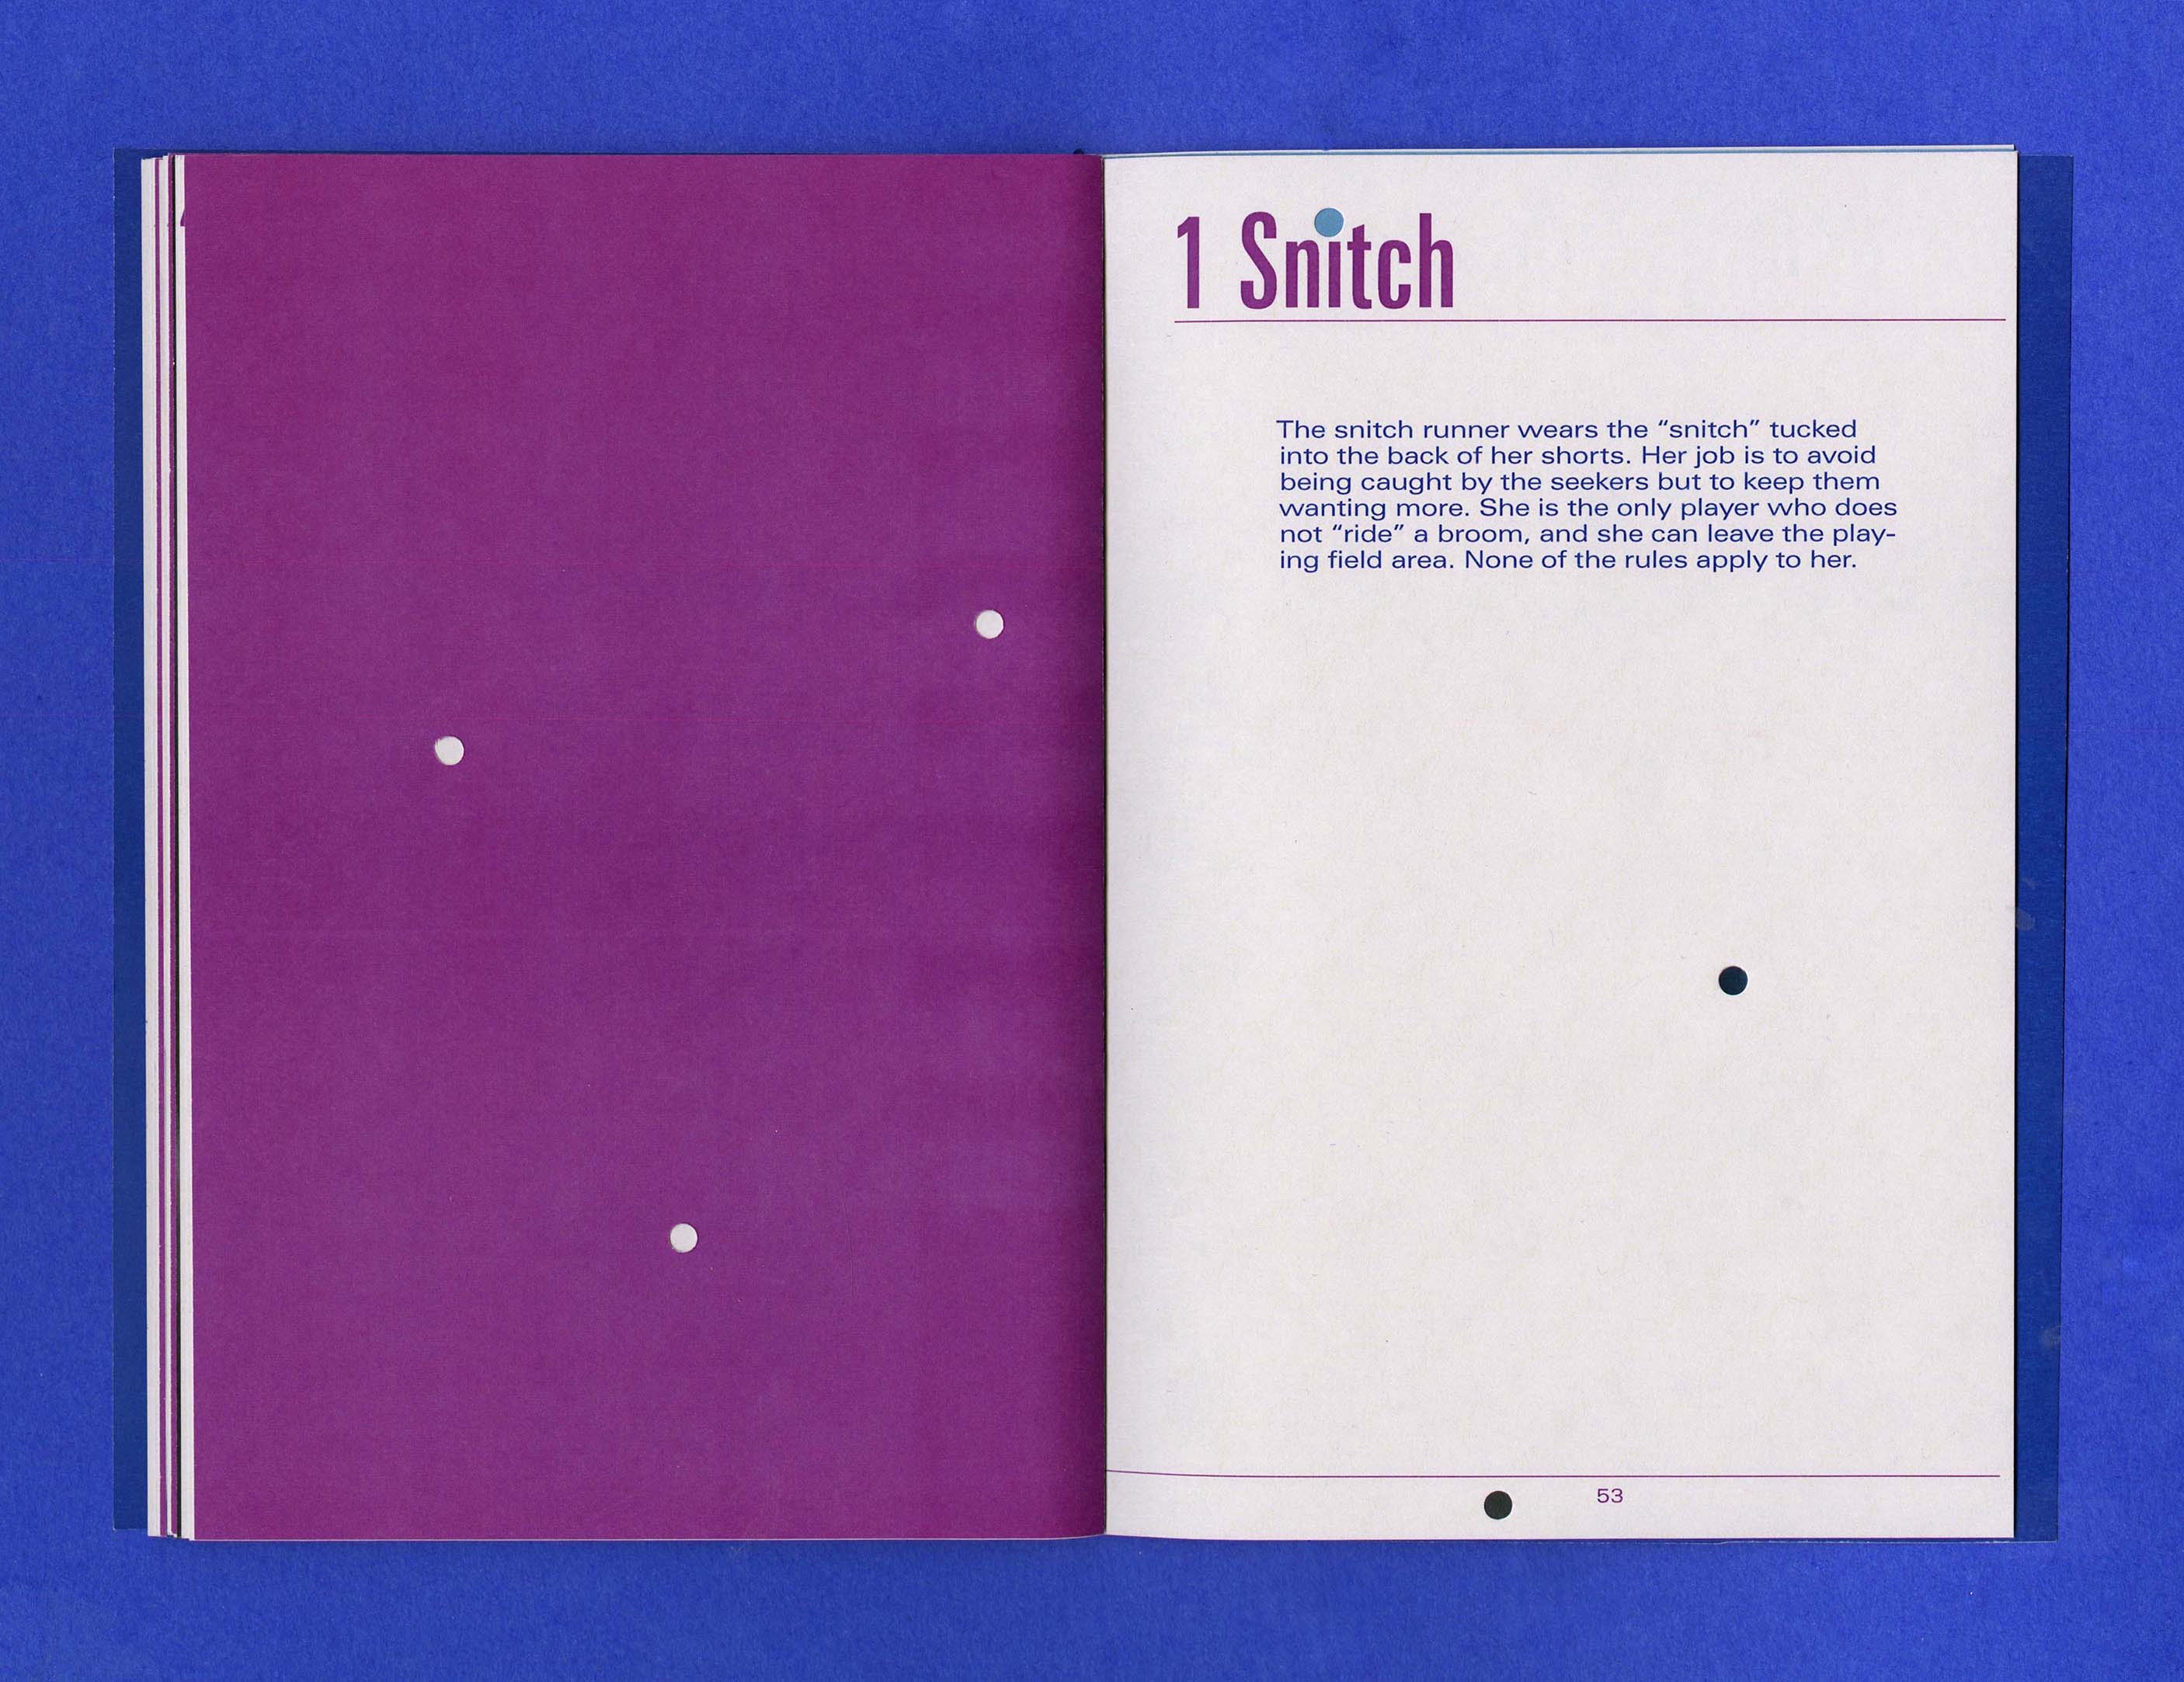 1 Snitch
The snitch runner wears the “snitch” tucked
into the back of her shorts. Her job is to avoid
being caught by the seekers but to keep them
wanting more. She is the only player who does
not “ride” a broom, and she can leave the play-
ing field area. None of the rules apply to her.
53